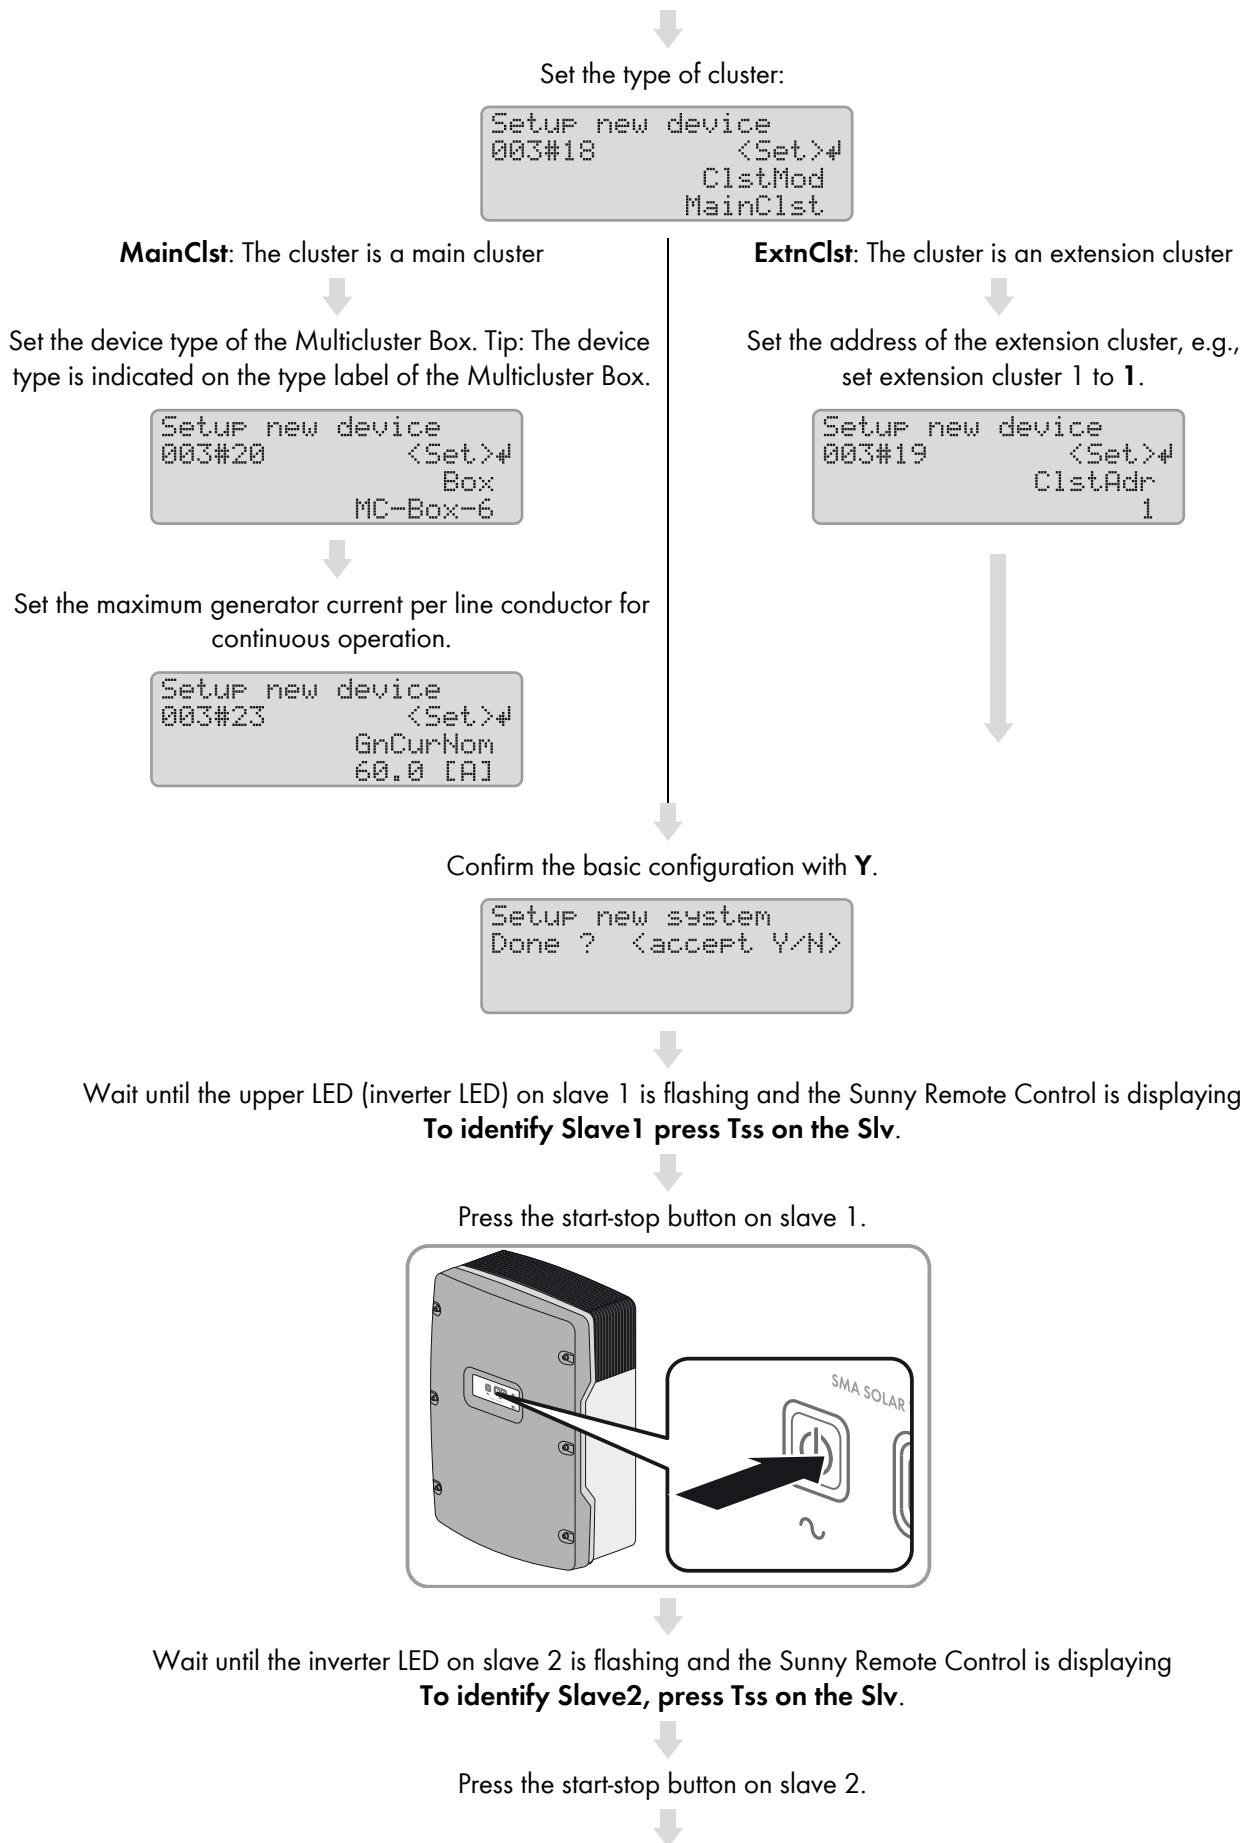 Set the type of cluster:
Setup new device
003#18 <Set>↵
ClstMod
MainClst
MainClst: The cluster is a main cluster
Set the device type of the Multicluster Box. Tip: The device
type is indicated on the type label of the Multicluster Box.
Setup new device
003#20 <Set>↵
Box
MC-Box-6
Set the maximum generator current per line conductor for
continuous operation.
Setup new device
003#23 <Set>↵
GnCurNom
60.0 [A]
ExtnClst: The cluster is an extension cluster
Set the address of the extension cluster, e.g.,
set extension cluster 1 to 1.
Setup new device
003#19 <Set>↵
ClstAdr
1
Confirm the basic configuration with Y.
Setup new system
Done ? <accept Y/N>
Wait until the upper LED (inverter LED) on slave 1 is flashing and the Sunny Remote Control is displaying
To identify Slave1 press Tss on the Slv.
Press the start-stop button on slave 1.
SMA SOLAR
Wait until the inverter LED on slave 2 is flashing and the Sunny Remote Control is displaying
To identify Slave2, press Tss on the Slv.
Press the start-stop button on slave 2.